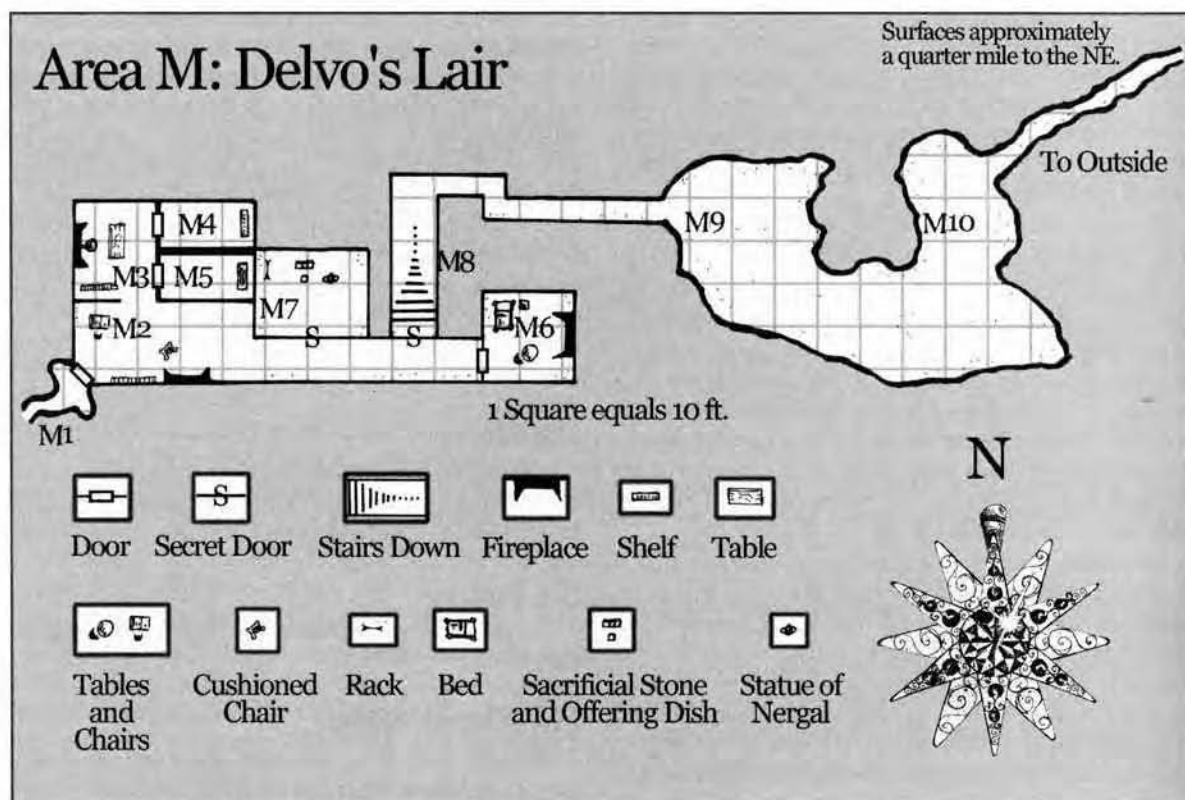 Surfaces approximately
a quarter mile to the NE.
Area M: Delvo's Lair
To Outside
M4
M9
M10
M3
M5
M8
M7
M2
M6
S
S
M1
1 Square equals 10 ft.
N
S
Door
Secret Door
Stairs Down
Fireplace
Shelf
Table
Tables
and
Chairs
Cushioned
Chair
Rack
Bed
Sacrificial Stone
and Offering Dish
Statue of
Nergal